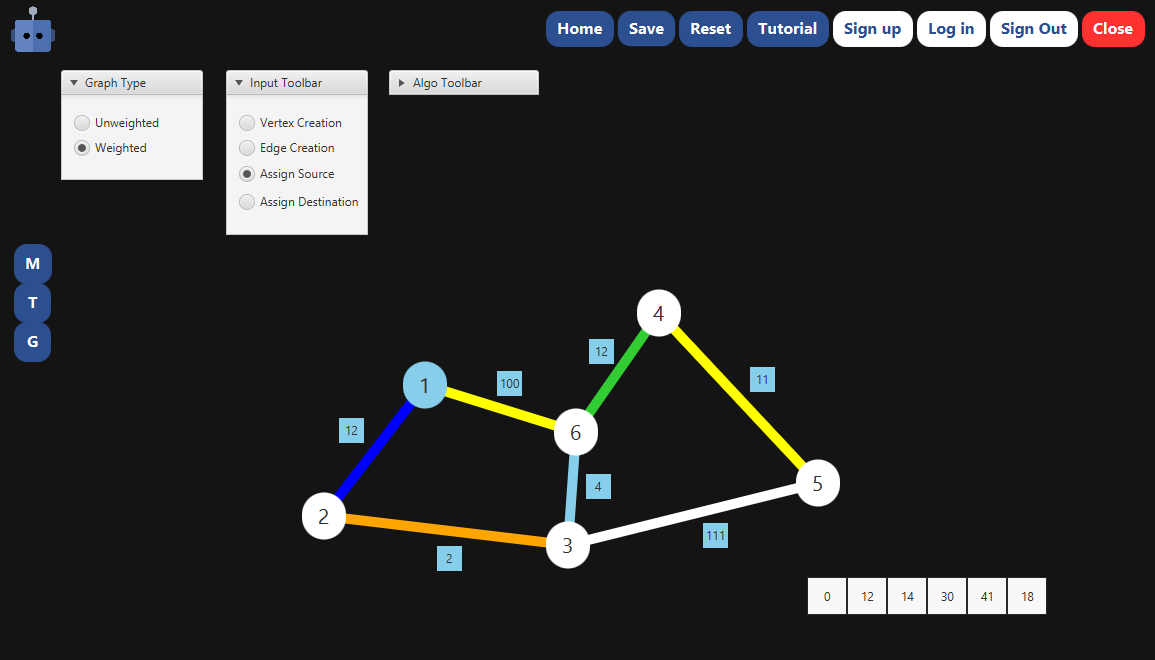 Home Save Reset Tutorial Sign up Log in Sign Out Close
Graph Type
Unweighted
Weighted
Input Toolbar
Vertex Creation
Edge Creation
Assign Source
Assign Destination
Algo Toolbar
M
T
G
4
12
11
1
100
12
6
5
4
2
3
111
2
0 12 14 30 41 18